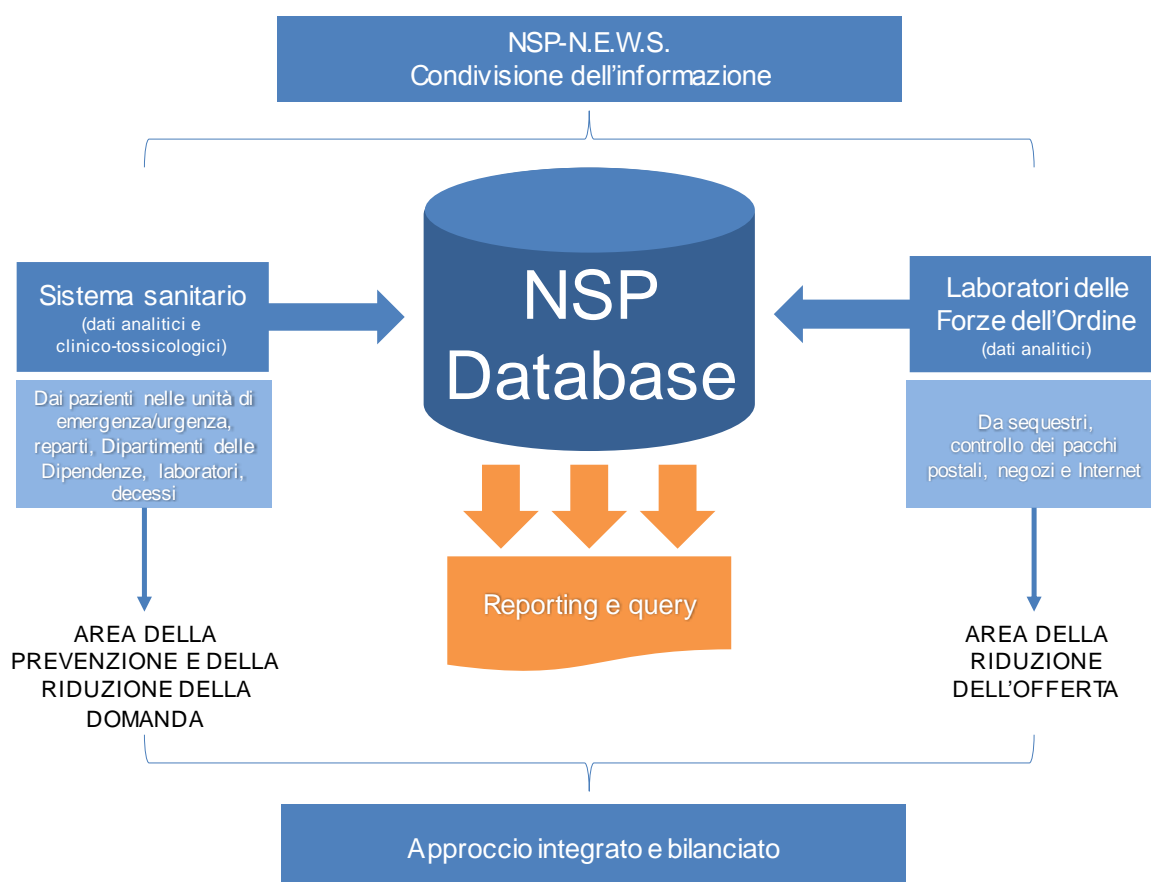 NSP-N.E.W.S.
Condivisione dell'informazione
NSP
Database
Sistema sanitario
(dati analitici e
clinico-tossicologici)
Dai pazienti nelle unità di
emergenza/urgenza,
reparti, Dipartimenti delle
Dipendenze, laboratori,
decessi
Laboratori delle
Forze dell'Ordine
(dati analitici)
Da sequestri,
controllo dei pacchi
postali, negozi e Internet
Reporting e query
AREA DELLA
PREVENZIONE E DELLA
RIDUZIONE DELLA
DOMANDA
AREA DELLA
RIDUZIONE
DELL'OFFERTA
Approccio integrato e bilanciato